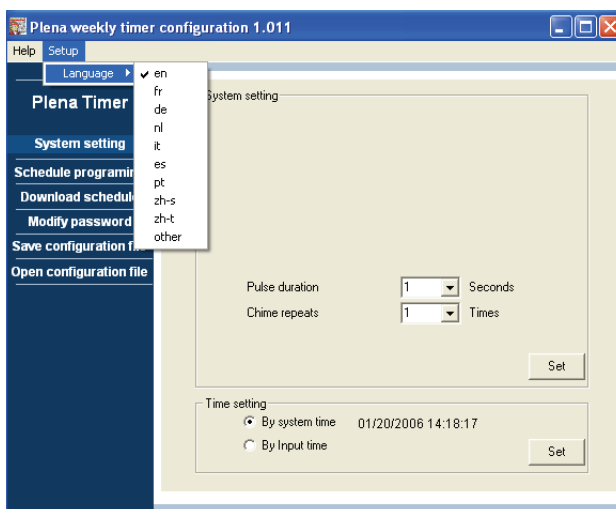 Plena weekly timer configuration 1.011
Help Setup
Language
en
fr
de
nl
it
es
pt
zh-s
zh-t
other
Plena Timer
System setting
Schedule programin
Download schedul
Modify password
Save configuration f
Open configuration file
System setting
Pulse duration 1 Seconds
Chime repeats 1 Times
Set
Time setting
By system time 01/20/2006 14:18:17
By Input time
Set